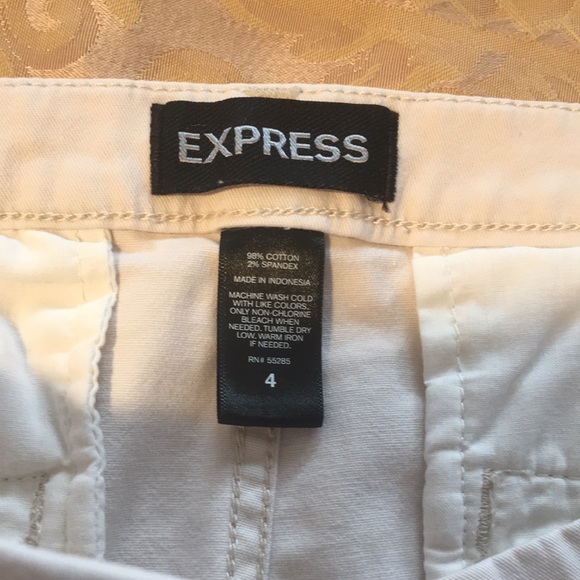 EXPRESS
98% COTTON
2% SPANDEX
MADE IN INDONESIA
MACHINE WASH COLD
WITH LIKE COLORS.
ONLY NON-CHLORINE
BLEACH WHEN
NEEDED. TUMBLE DRY
LOW. WARM IRON
IF NEEDED.
RN# 55285
4